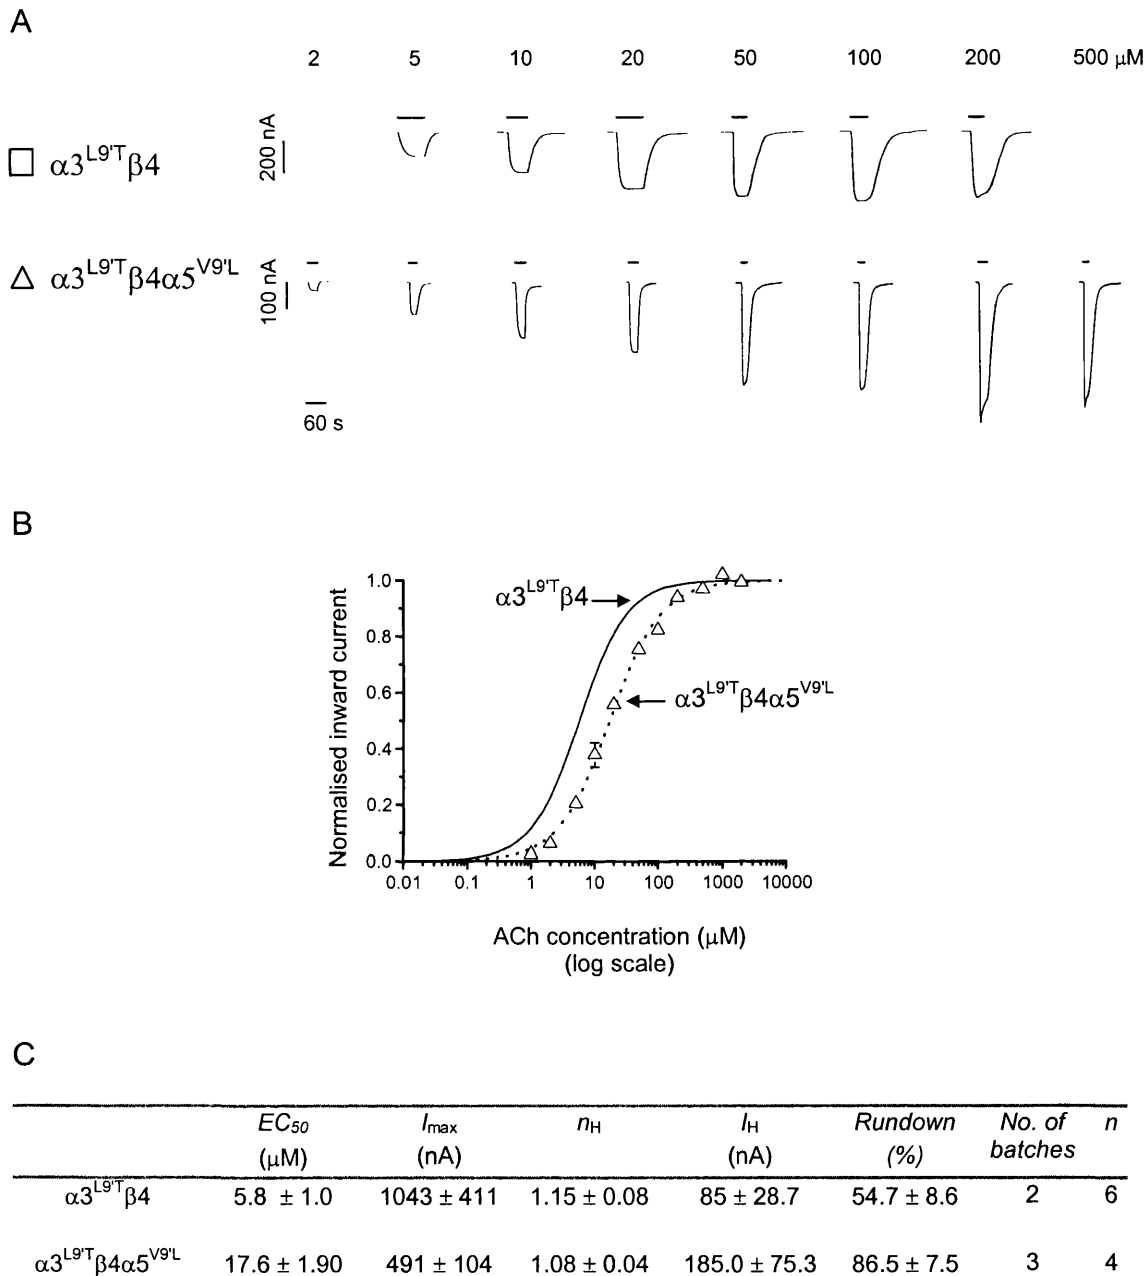 A
2 5 10 20 50 100 200 500 μM
200 nA
□ α3L9'Tβ4
△ α3L9'Tβ4α5V9'L
100 nA
60 s
B
Normalised inward current
1.0
0.8
0.6
0.4
0.2
0.0
α3L9'Tβ4
α3L9'Tβ4α5V9'L
0.01 0.1 1 10 100 1000 10000
ACh concentration (μM)
(log scale)
C
EC50 Imax nH IH Rundown No. of n
(μM) (nA) (nA) (%) batches
α3L9'Tβ4 5.8 ± 1.0 1043 ± 411 1.15 ± 0.08 85 ± 28.7 54.7 ± 8.6 2 6
α3L9'Tβ4α5V9'L 17.6 ± 1.90 491 ± 104 1.08 ± 0.04 185.0 ± 75.3 86.5 ± 7.5 3 4